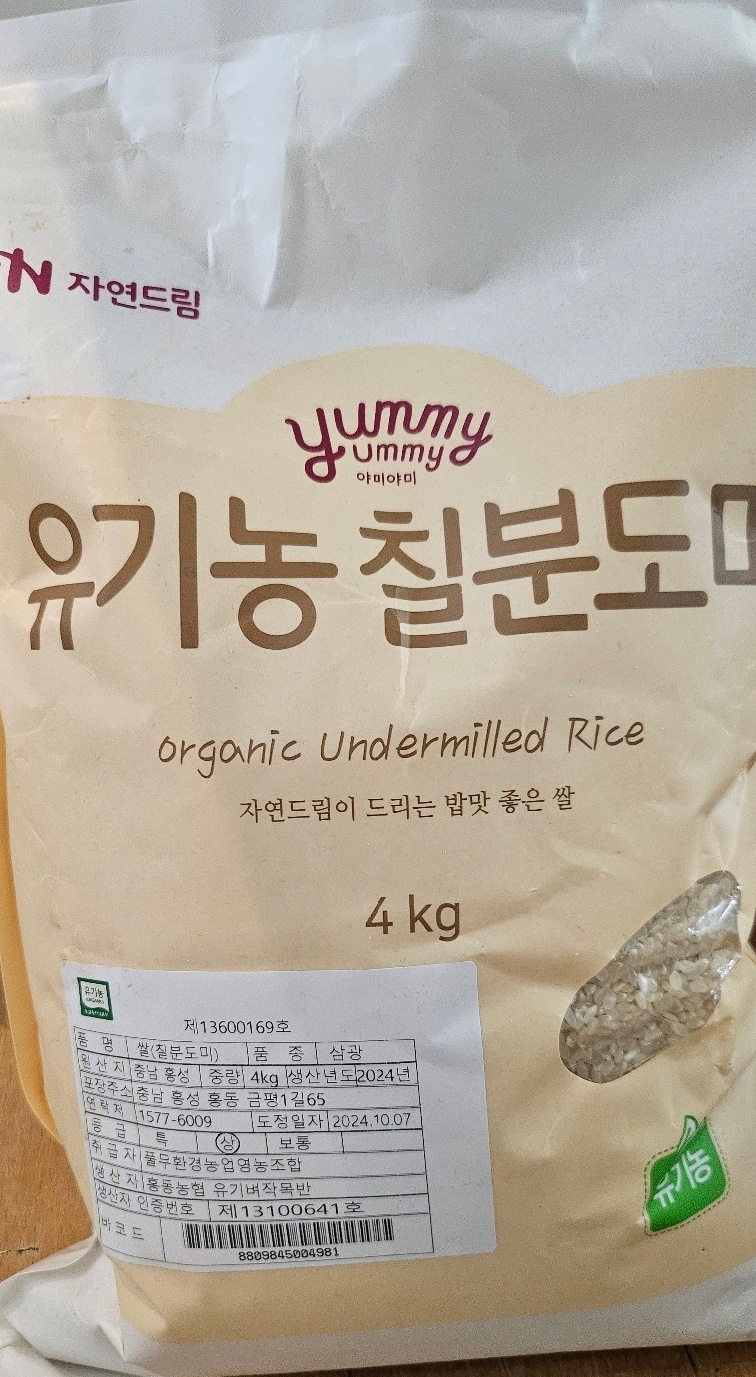 N 자연드림
yummy
ummy
야미야미
유기농 칠분도미
organic Undermilled Rice
자연드림이 드리는 밥맛 좋은 쌀
4 kg
유기농
ORGANIC
제13600169호
품 명 쌀(칠분도미) 품 종 삼광
원 산 지 충남 홍성 중량 4kg 생산년도 2024년
포장주소 충남 홍성 홍동 금평1길65
연 락 처 1577-6009 도정일자 2024.10.07
등 급 특 상 보통
취 급 자 풀무환경농업영농조합
생 산 자 홍동농협 유기벼작목반
생산자 인증번호 제13100641호
바 코 드
8809845004981
유기농